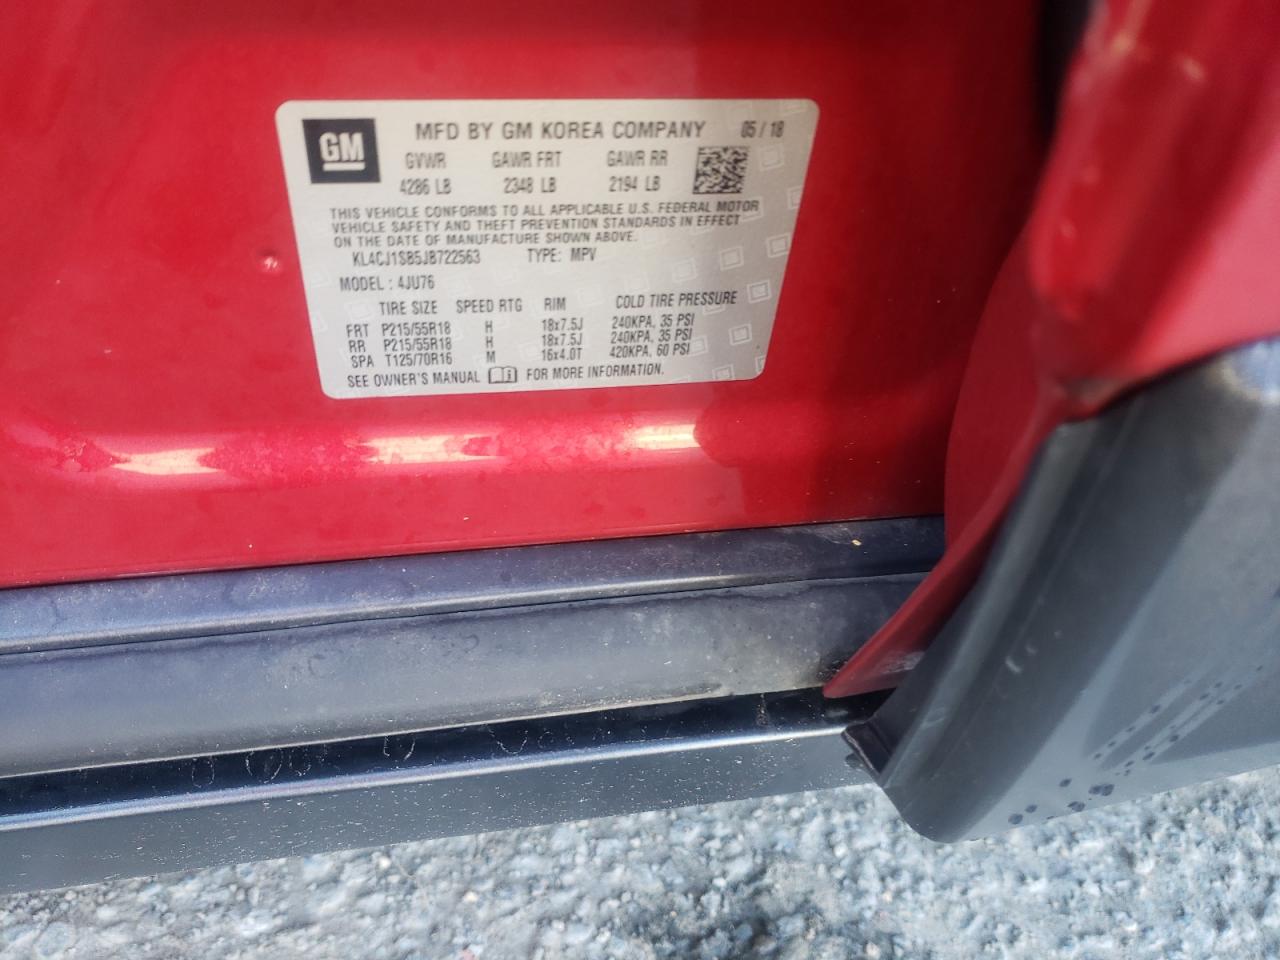 GM
MFD BY GM KOREA COMPANY 05 / 18
GVWR GAWR FRT GAWR RR
4286 LB 2348 LB 2194 LB
THIS VEHICLE CONFORMS TO ALL APPLICABLE U.S. FEDERAL MOTOR
VEHICLE SAFETY AND THEFT PREVENTION STANDARDS IN EFFECT
ON THE DATE OF MANUFACTURE SHOWN ABOVE.
KL4CJ1SB5JB722563 TYPE: MPV
MODEL : 4JU76
TIRE SIZE SPEED RTG RIM COLD TIRE PRESSURE
FRT P215/55R18 H 18x7.5J 240KPA, 35 PSI
RR P215/55R18 H 18x7.5J 240KPA, 35 PSI
SPA T125/70R16 M 16x4.0T 420KPA, 60 PSI
SEE OWNER'S MANUAL FOR MORE INFORMATION.